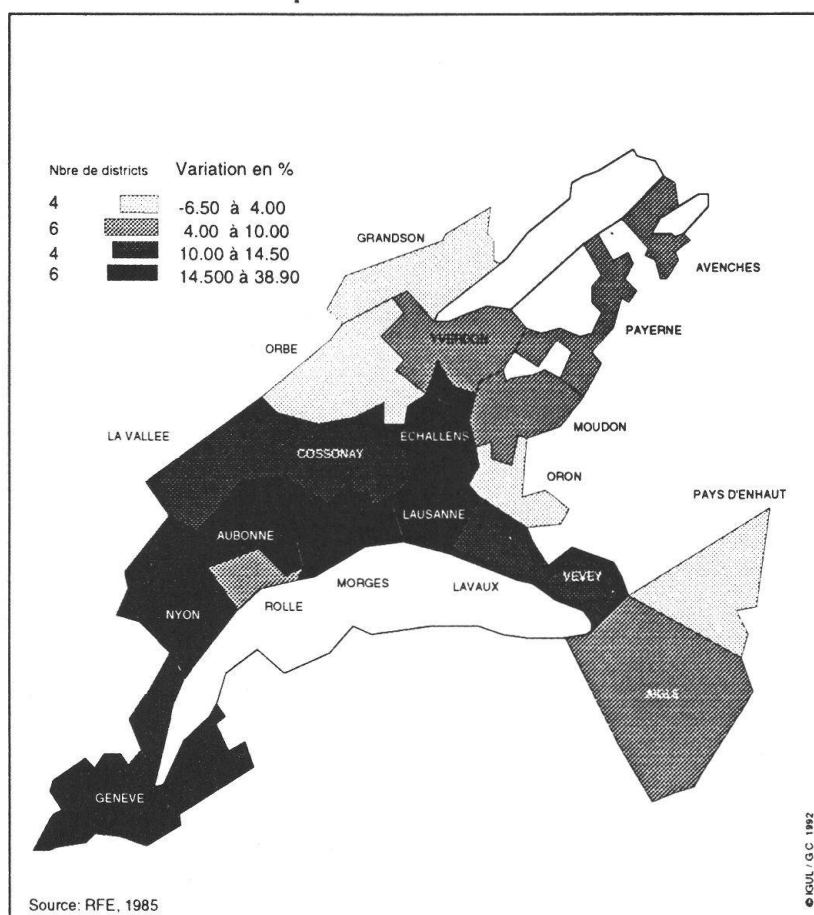 Nbre de districts Variation en %
4 -6.50 à 4.00
6 4.00 à 10.00
4 10.00 à 14.50
6 14.500 à 38.90
GRANDSON
AVENCHES
YVERDON
PAYERNE
ORBE
LA VALLEE
ECHALLENS
MOUDON
COSSONAY
ORON
PAYS D'ENHAUT
LAUSANNE
AUBONNE
VEVEY
MORGES
LAVAUX
ROLLE
NYON
AIGLE
GENEVE
Source: RFE, 1985
© IGUL / G C 1992